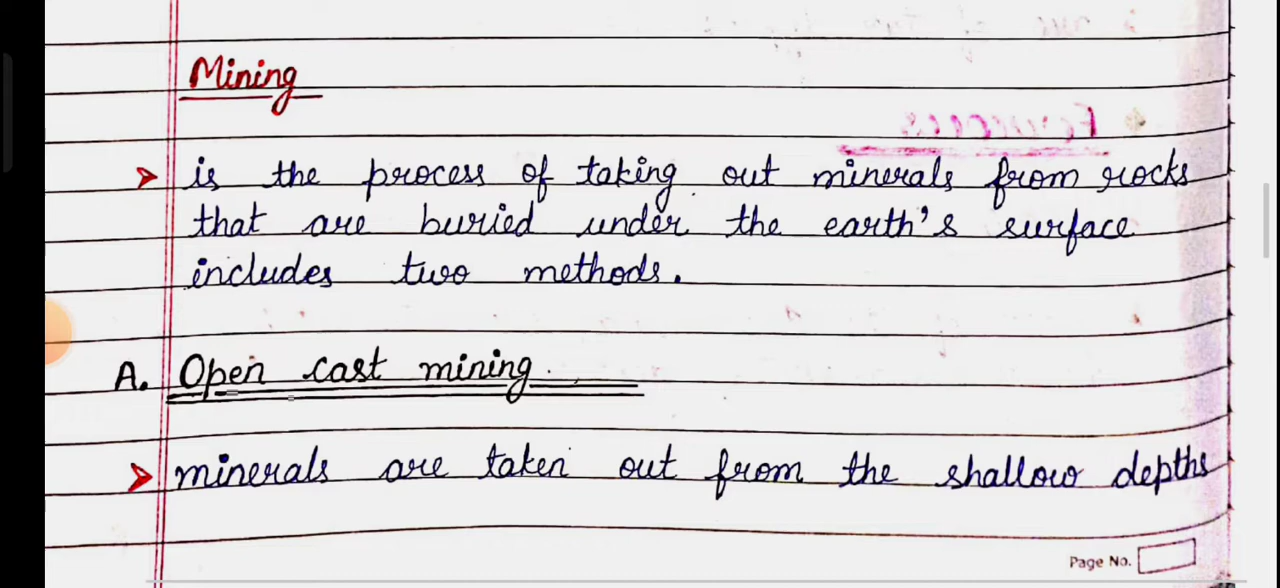 Mining
➤ is the process of taking out minerals from rocks
that are buried under the earth's surface
includes two methods.
A. Open cast mining
➤ minerals are taken out from the shallow depths
Page No.